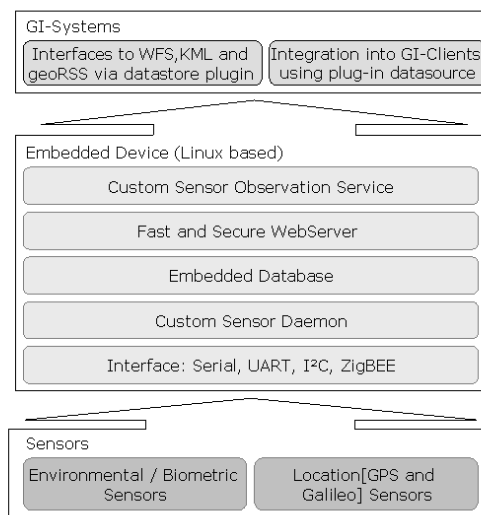 GI-Systems
Interfaces to WFS,KML and
geoRSS via datastore plugin
Integration into GI-Clients
using plug-in datasource
Embedded Device (Linux based)
Custom Sensor Observation Service
Fast and Secure WebServer
Embedded Database
Custom Sensor Daemon
Interface: Serial, UART, I²C, ZigBEE
Sensors
Environmental / Biometric
Sensors
Location[GPS and
Galileo] Sensors